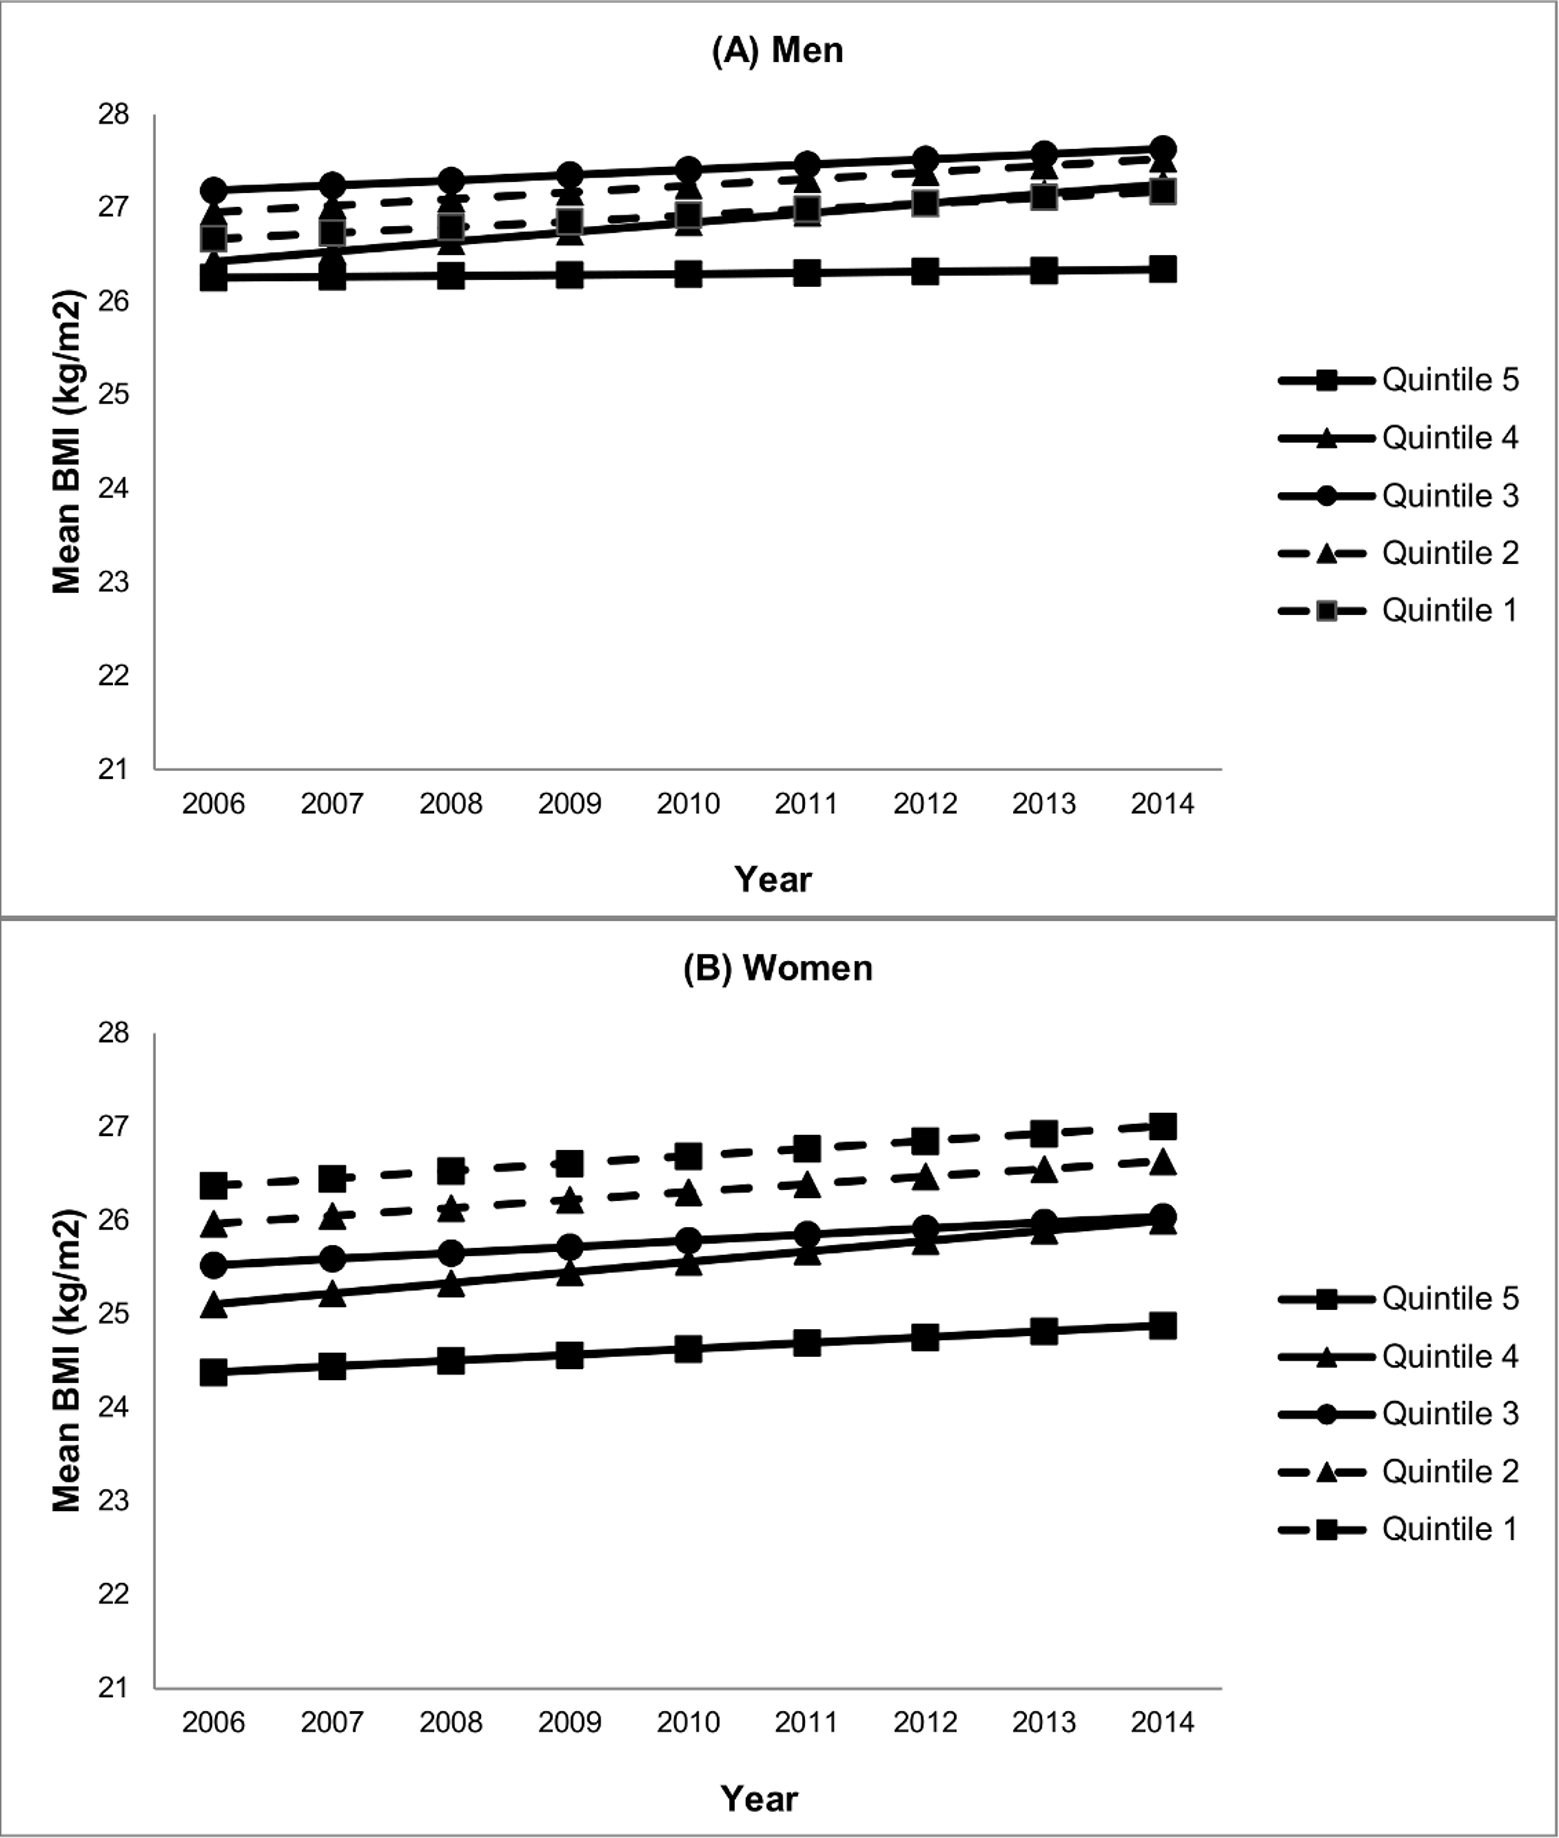 (A) Men
28
27
26
25
24
23
22
21
Mean BMI (kg/m2)
2006 2007 2008 2009 2010 2011 2012 2013 2014
Year
Quintile 5
Quintile 4
Quintile 3
Quintile 2
Quintile 1
(B) Women
28
27
26
25
24
23
22
21
Mean BMI (kg/m2)
2006 2007 2008 2009 2010 2011 2012 2013 2014
Year
Quintile 5
Quintile 4
Quintile 3
Quintile 2
Quintile 1